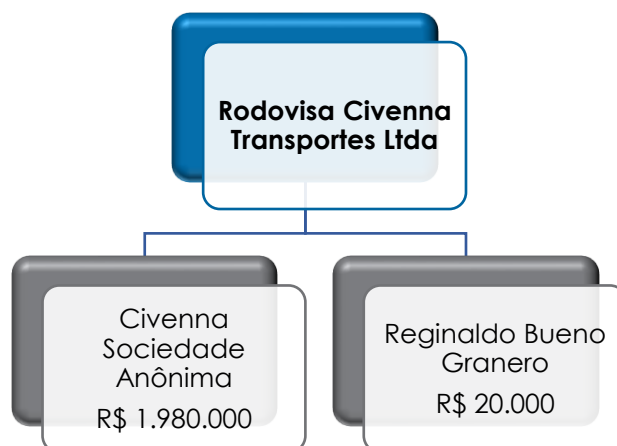 Rodovisa Civenna
Transportes Ltda
Civenna
Sociedade
Anônima
R$ 1.980.000
Reginaldo Bueno
Granero
R$ 20.000